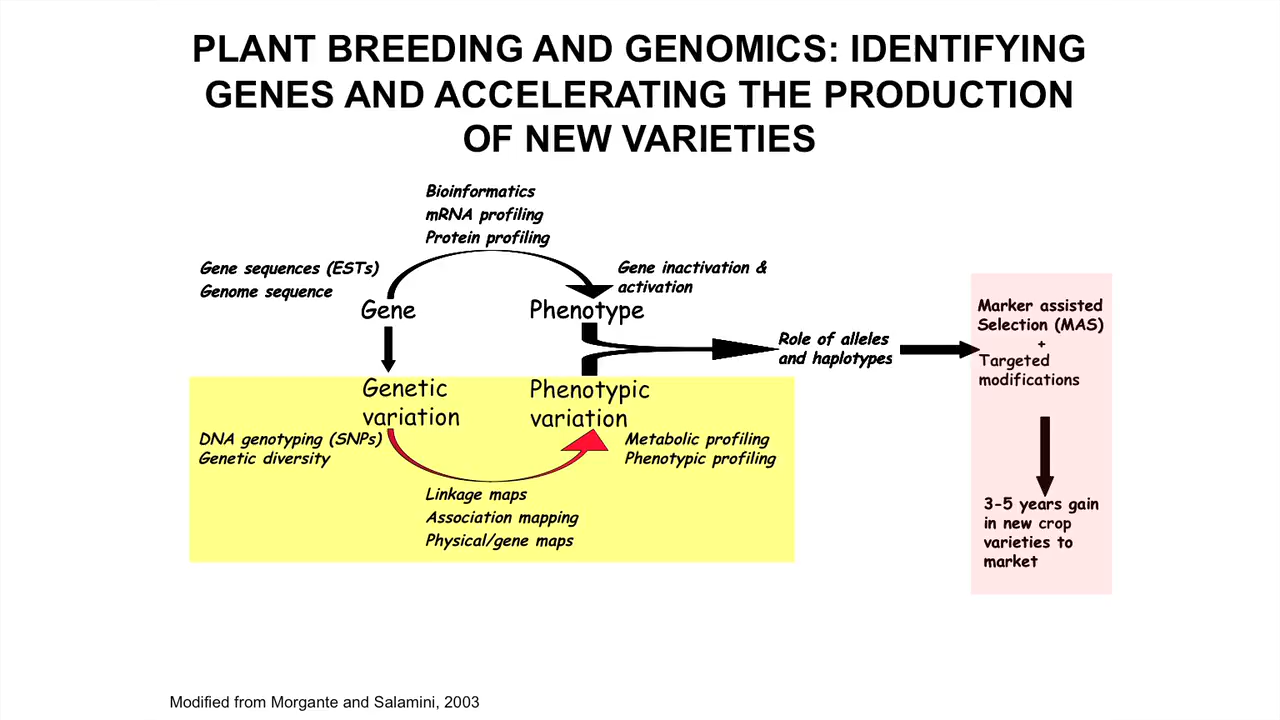 PLANT BREEDING AND GENOMICS: IDENTIFYING
GENES AND ACCELERATING THE PRODUCTION
OF NEW VARIETIES
Bioinformatics
mRNA profiling
Protein profiling
Gene sequences (ESTs)
Genome sequence
Gene inactivation &
activation
Gene
Phenotype
Role of alleles
and haplotypes
Marker assisted
Selection (MAS)
+
Targeted
modifications
Genetic
variation
Phenotypic
variation
DNA genotyping (SNPs)
Genetic diversity
Metabolic profiling
Phenotypic profiling
Linkage maps
Association mapping
Physical/gene maps
3-5 years gain
in new crop
varieties to
market
Modified from Morgante and Salamini, 2003